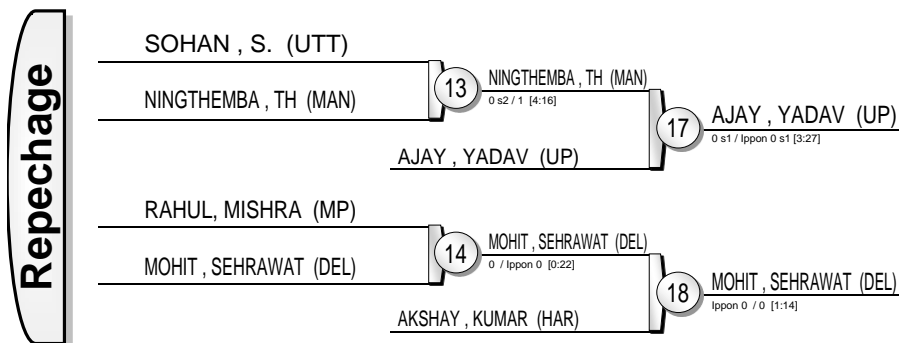 Repechage
SOHAN , S. (UTT)
NINGTHEMBA , TH (MAN)
13
NINGTHEMBA , TH (MAN)
0 s2 / 1 [4:16]
AJAY , YADAV (UP)
17
AJAY , YADAV (UP)
0 s1 / Ippon 0 s1 [3:27]
RAHUL, MISHRA (MP)
MOHIT , SEHRAWAT (DEL)
14
MOHIT , SEHRAWAT (DEL)
0 / Ippon 0 [0:22]
AKSHAY , KUMAR (HAR)
18
MOHIT , SEHRAWAT (DEL)
Ippon 0 / 0 [1:14]